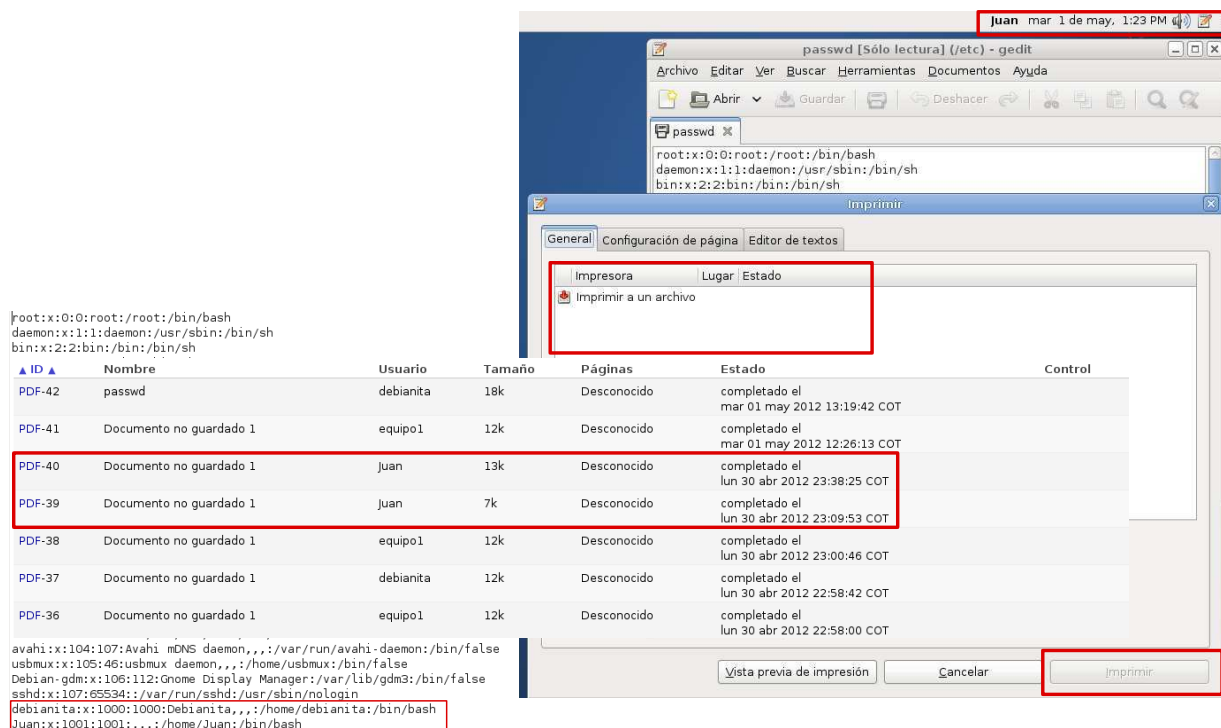 Juan mar 1 de may, 1:23 PM
passwd [Sólo lectura] (/etc) - gedit
Archivo Editar Ver Buscar Herramientas Documentos Ayuda
Abrir Guardar Deshacer
passwd
root:x:0:0:root:/root:/bin/bash
daemon:x:1:1:daemon:/usr/sbin:/bin/sh
bin:x:2:2:bin:/bin:/bin/sh
Imprimir
General Configuración de página Editor de textos
Impresora Lugar Estado
Imprimir a un archivo
root:x:0:0:root:/root:/bin/bash
daemon:x:1:1:daemon:/usr/sbin:/bin/sh
bin:x:2:2:bin:/bin:/bin/sh
▲ ID ▲ Nombre Usuario Tamaño Páginas Estado Control
PDF-42 passwd debianita 18k Desconocido completado el
mar 01 may 2012 13:19:42 COT
PDF-41 Documento no guardado 1 equipo1 12k Desconocido completado el
mar 01 may 2012 12:26:13 COT
PDF-40 Documento no guardado 1 Juan 13k Desconocido completado el
lun 30 abr 2012 23:38:25 COT
PDF-39 Documento no guardado 1 Juan 7k Desconocido completado el
lun 30 abr 2012 23:09:53 COT
PDF-38 Documento no guardado 1 equipo1 12k Desconocido completado el
lun 30 abr 2012 23:00:46 COT
PDF-37 Documento no guardado 1 debianita 12k Desconocido completado el
lun 30 abr 2012 22:58:42 COT
PDF-36 Documento no guardado 1 equipo1 12k Desconocido completado el
lun 30 abr 2012 22:58:00 COT
avahi:x:104:107:Avahi mDNS daemon,,,:/var/run/avahi-daemon:/bin/false
usbmux:x:105:46:usbmux daemon,,,:/home/usbmux:/bin/false
Debian-gdm:x:106:112:Gnome Display Manager:/var/lib/gdm3:/bin/false
sshd:x:107:65534::/var/run/sshd:/usr/sbin/nologin
debianita:x:1000:1000:Debianita,,,:/home/debianita:/bin/bash
Juan:x:1001:1001:,,,:/home/Juan:/bin/bash
Vista previa de impresión Cancelar Imprimir